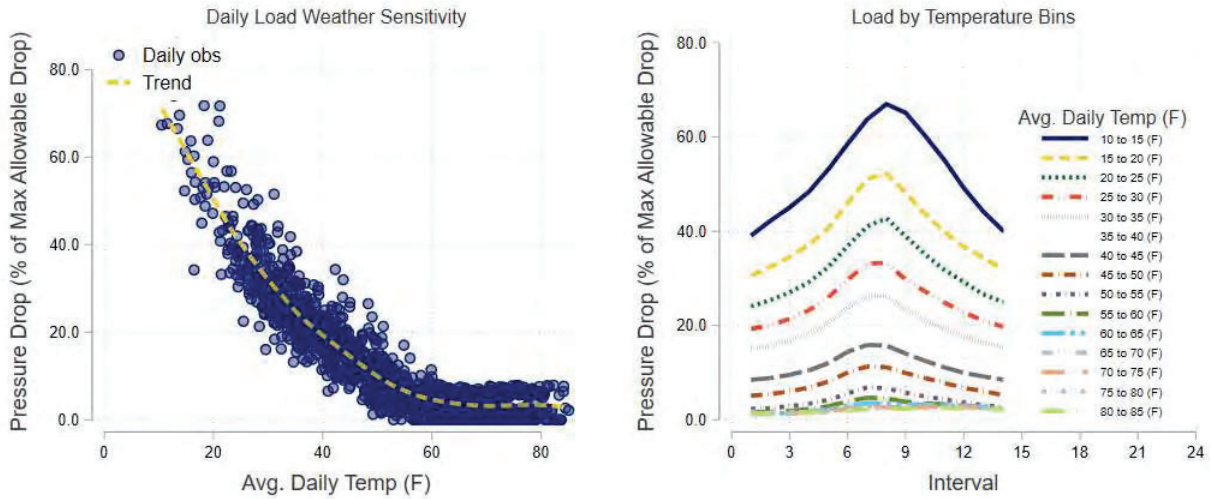 Daily Load Weather Sensitivity
Daily obs
Trend
80.0
60.0
40.0
20.0
0.0
0 20 40 60 80
Pressure Drop (% of Max Allowable Drop)
Avg. Daily Temp (F)
Load by Temperature Bins
80.0
60.0
40.0
20.0
0.0
0 3 6 9 12 15 18 21 24
Pressure Drop (% of Max Allowable Drop)
Interval
Avg. Daily Temp (F)
10 to 15 (F)
15 to 20 (F)
20 to 25 (F)
25 to 30 (F)
30 to 35 (F)
35 to 40 (F)
40 to 45 (F)
45 to 50 (F)
50 to 55 (F)
55 to 60 (F)
60 to 65 (F)
65 to 70 (F)
70 to 75 (F)
75 to 80 (F)
80 to 85 (F)